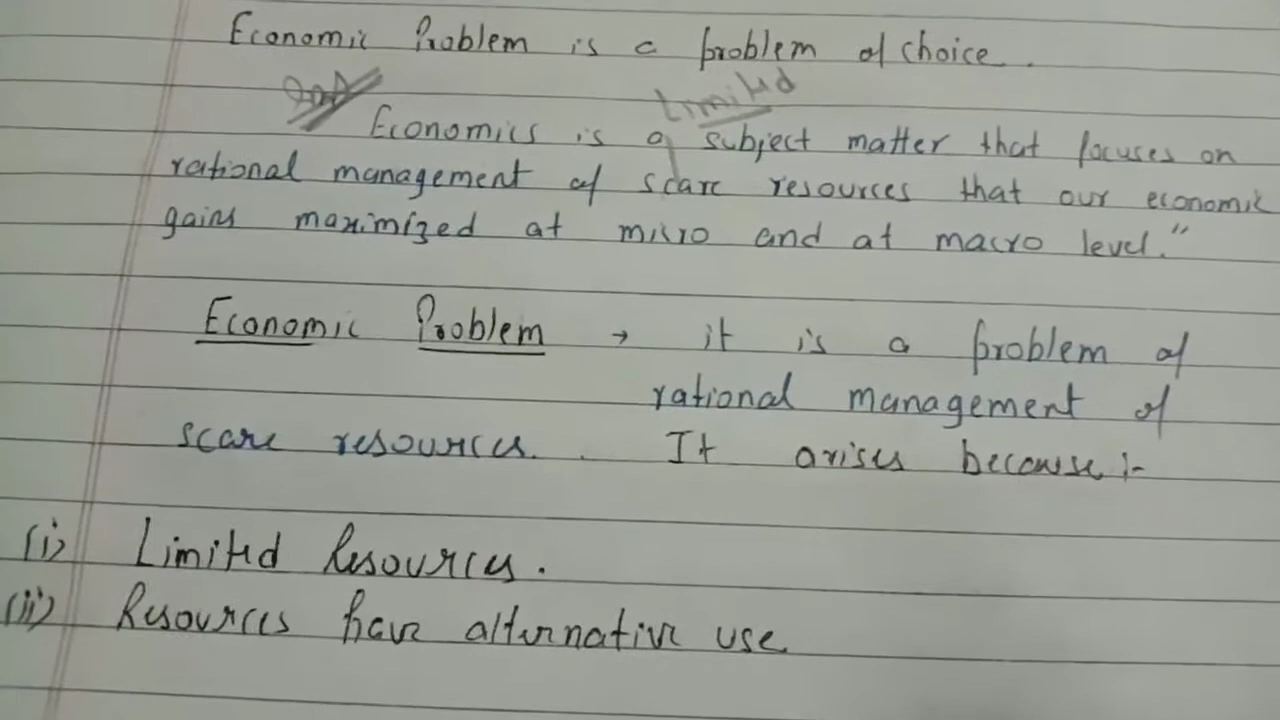 Economic Problem is a problem of choice.
Limited
Economics is a subject matter that focuses on
rational management of scarc resources that our economic
gains maximized at micro and at macro level."
Economic Problem → it is a problem of
rational management of
scarc resources. It arises because :-
(i) Limited Resources.
(ii) Resources have alternative use